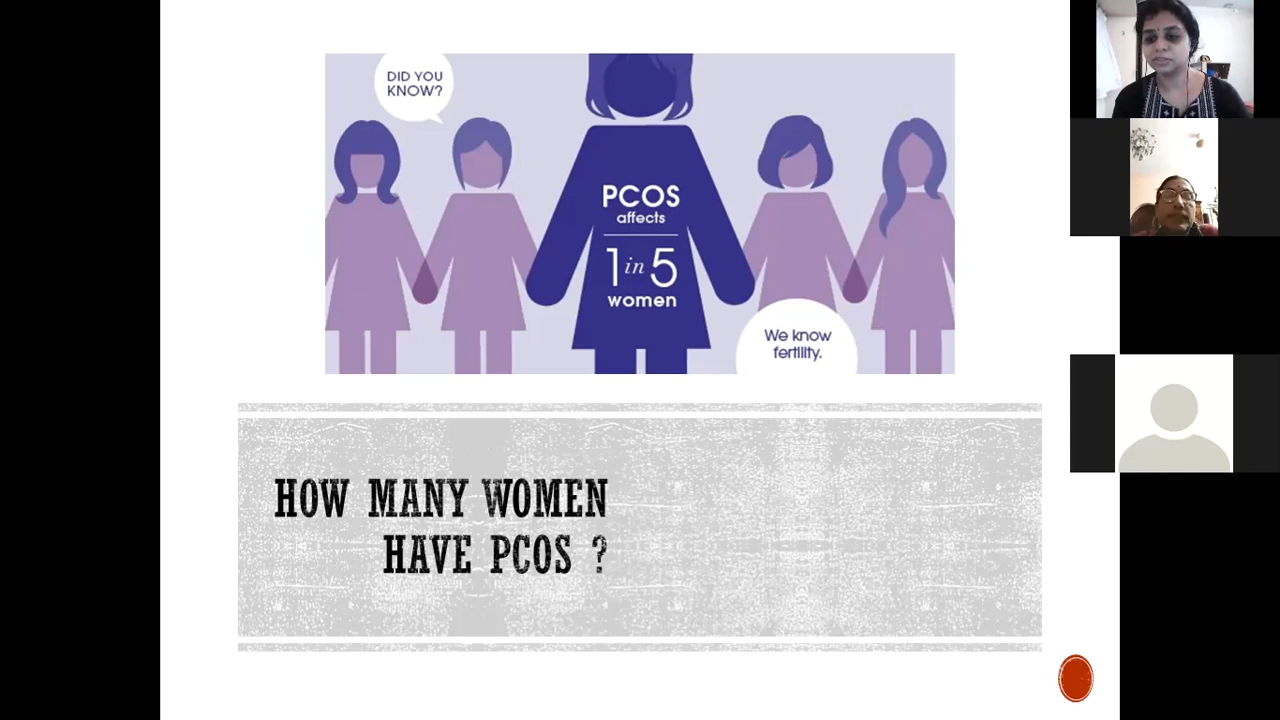 DID YOU
KNOW?
PCOS
affects
1 in 5
women
We know
fertility.
HOW MANY WOMEN
HAVE PCOS ?